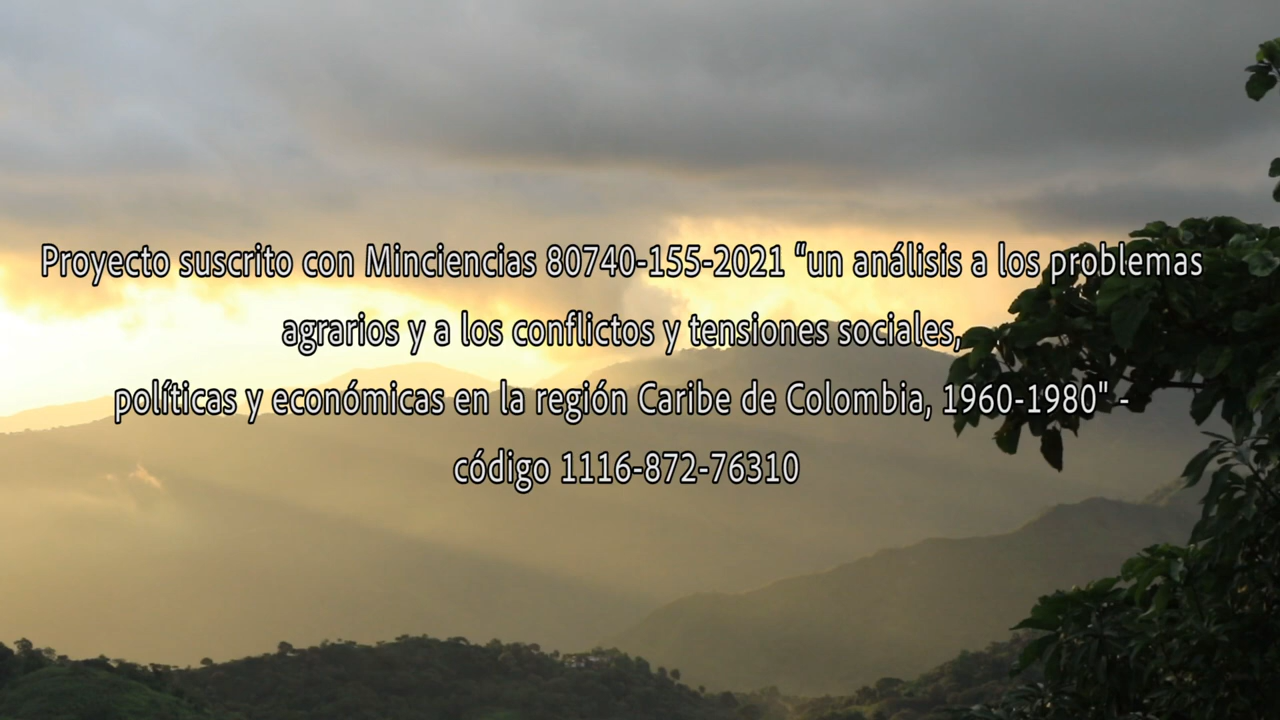 Proyecto suscrito con Minciencias 80740-155-2021 “un análisis a los problemas
agrarios y a los conflictos y tensiones sociales,
políticas y económicas en la región Caribe de Colombia, 1960-1980" -
código 1116-872-76310